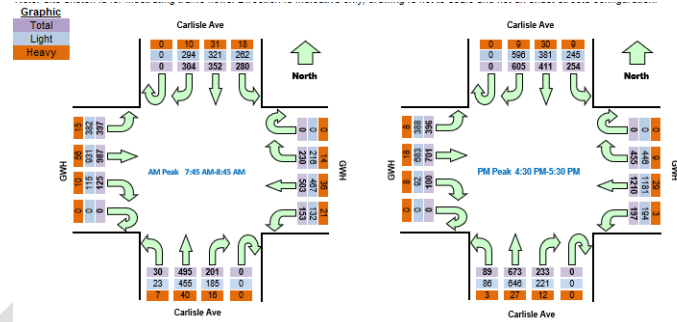 Graphic
Total
Light
Heavy
Carlisle Ave
0 10 31 18
0 294 321 262
0 304 352 280
North
15 382 397
56 931 987
10 115 125
0 0 0
GWH
AM Peak 7:45 AM-8:45 AM
0 0 0
230 216 14
503 467 36
153 132 21
GWH
30 495 201 0
23 455 185 0
7 40 16 0
Carlisle Ave
Carlisle Ave
0 9 30 9
0 596 381 245
0 605 411 254
North
8 388 396
18 683 701
8 92 100
0 0 0
GWH
PM Peak 4:30 PM-5:30 PM
0 0 0
455 446 9
1210 1181 29
197 194 3
GWH
89 673 233 0
86 646 221 0
3 27 12 0
Carlisle Ave